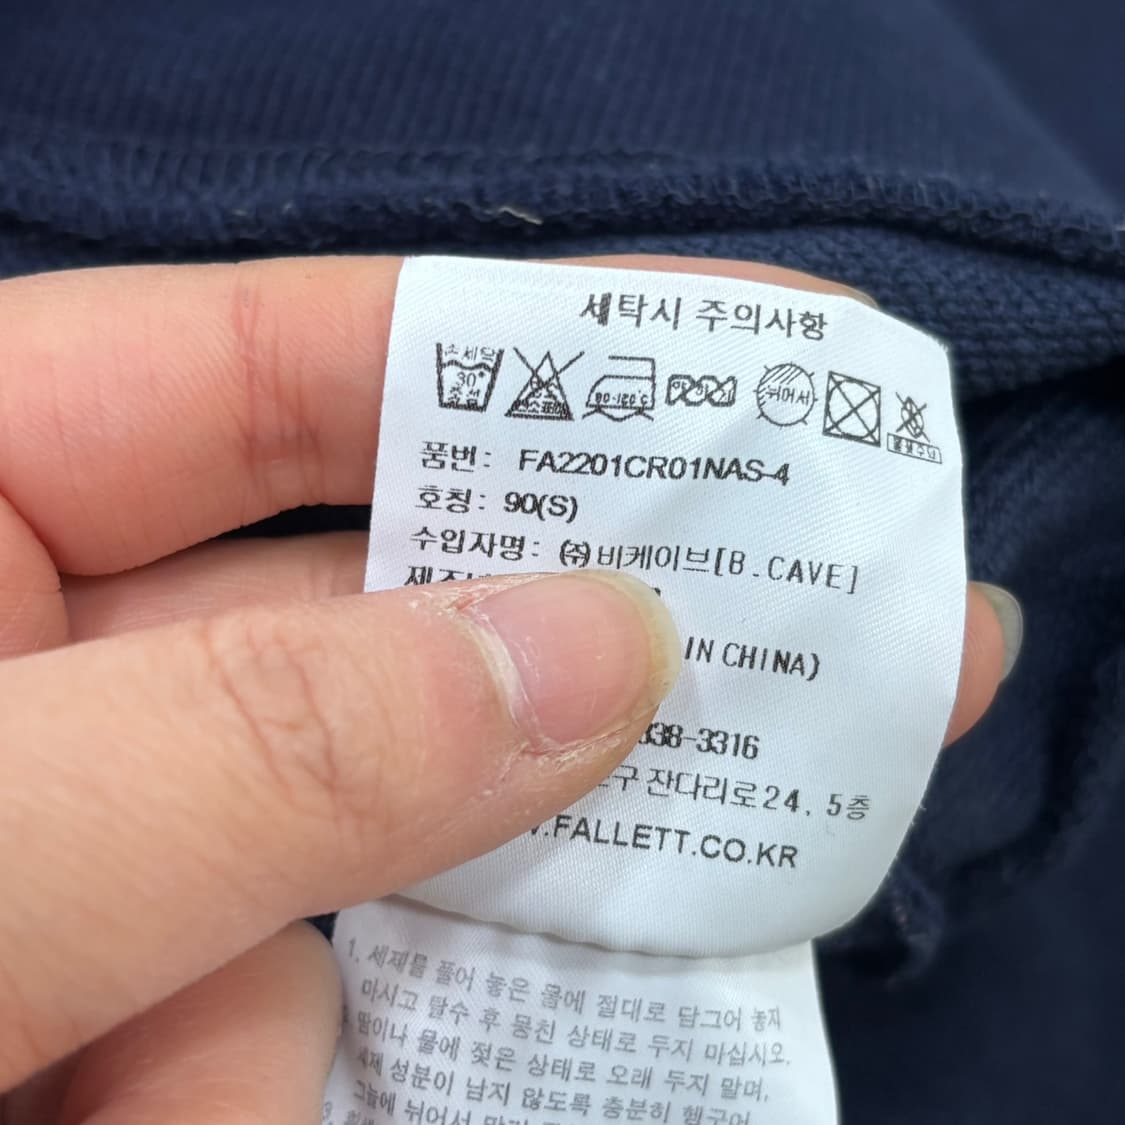 세탁시 주의사항
30°
80-120℃
뉘어서
품번: FA2201CR01NAS-4
호칭: 90(S)
수입자명: ㈜비케이브[B.CAVE]
IN CHINA)
338-3316
잔다리로24, 5층
.FALLETT.CO.KR
1. 세제를 풀어 놓은 물에 절대로 담그어 놓지
마시고 탈수 후 뭉친 상태로 두지 마십시오.
땀이나 물에 젖은 상태로 오래 두지 말며,
세제 성분이 남지 않도록 충분히 헹구어
그늘에 뉘어서